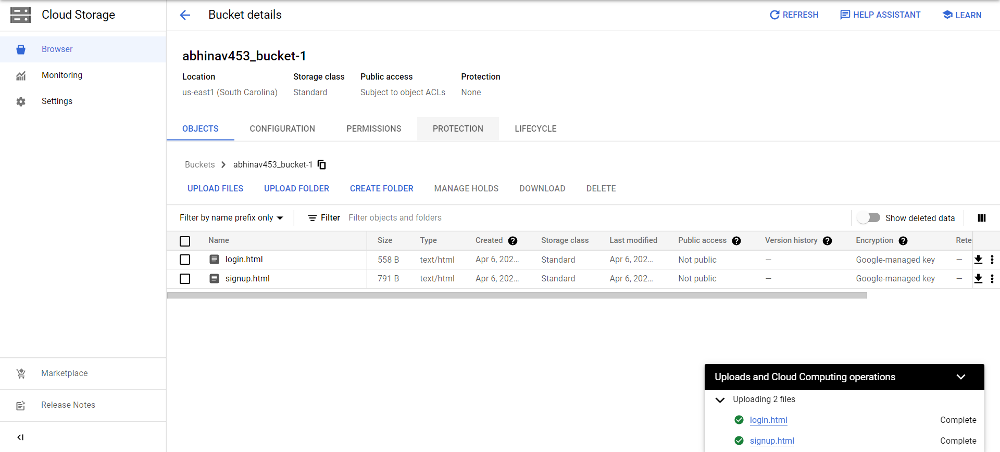 Cloud Storage
Bucket details
REFRESH
HELP ASSISTANT
LEARN
Browser
Monitoring
Settings
Marketplace
Release Notes
abhinav453_bucket-1
Location Storage class Public access Protection
us-east1 (South Carolina) Standard Subject to object ACLs None
OBJECTS CONFIGURATION PERMISSIONS PROTECTION LIFECYCLE
Buckets abhinav453_bucket-1
UPLOAD FILES UPLOAD FOLDER CREATE FOLDER MANAGE HOLDS DOWNLOAD DELETE
Filter by name prefix only Filter Filter objects and folders Show deleted data
Name Size Type Created ? Storage class Last modified Public access ? Version history ? Encryption ? Rete
login.html 558 B text/html Apr 6, 202... Standard Apr 6, 202... Not public — Google-managed key —
signup.html 791 B text/html Apr 6, 202... Standard Apr 6, 202... Not public — Google-managed key —
Uploads and Cloud Computing operations
Uploading 2 files
login.html Complete
signup.html Complete